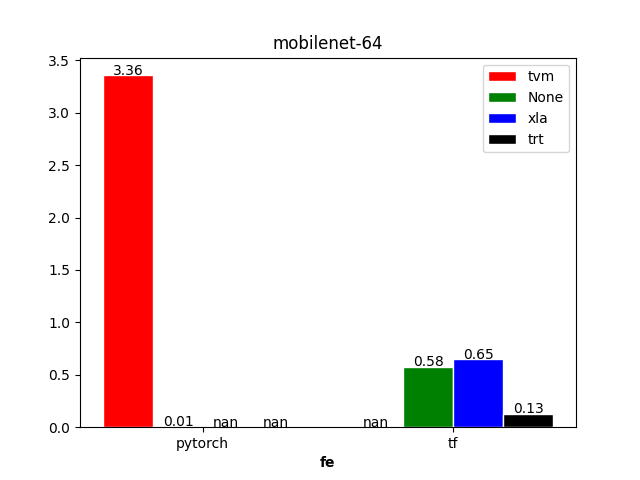 mobilenet-64
3.5
3.0
2.5
2.0
1.5
1.0
0.5
0.0
3.36
0.01
nan
nan
nan
0.58
0.65
0.13
tvm
None
xla
trt
pytorch
tf
fe